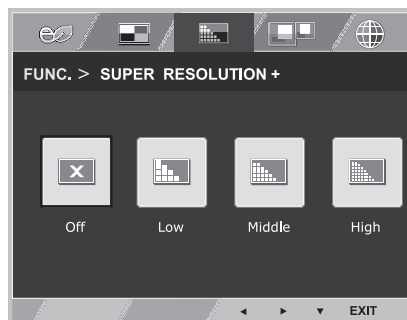 FUNC. > SUPER RESOLUTION +
Off Low Middle High
EXIT